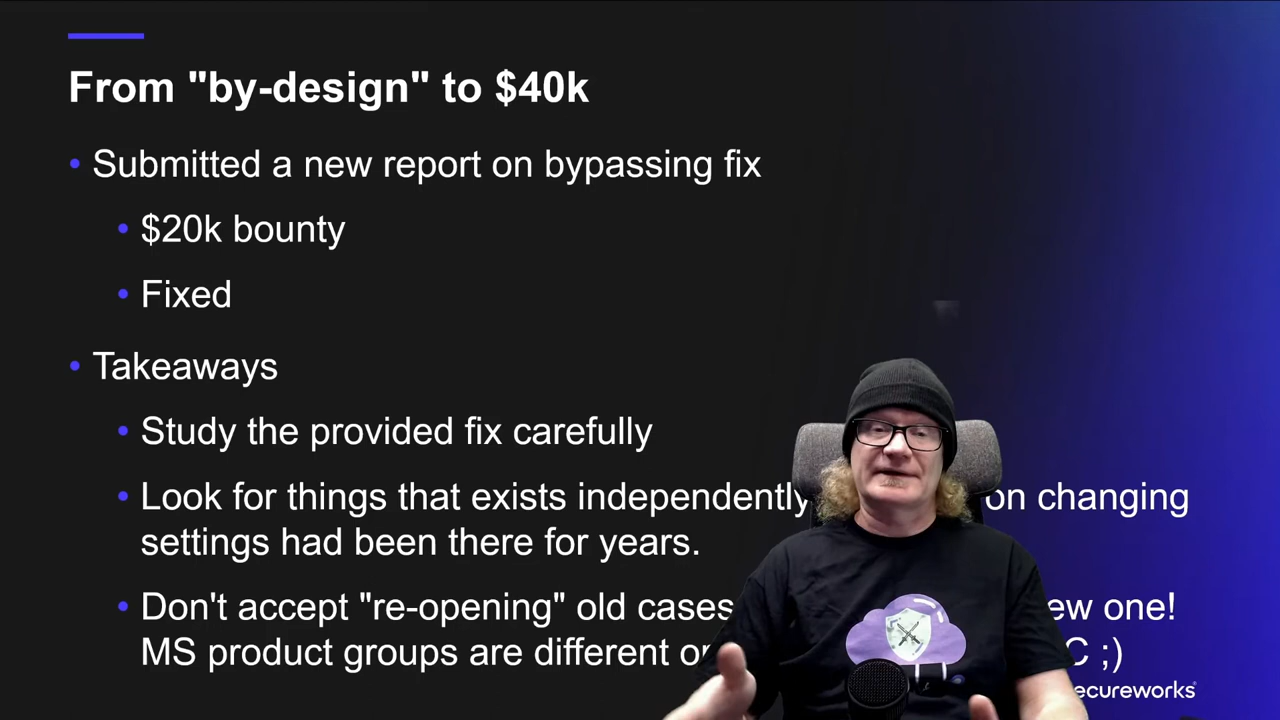 From "by-design" to $40k
• Submitted a new report on bypassing fix
• $20k bounty
• Fixed
• Takeaways
• Study the provided fix carefully
• Look for things that exists independently on changing
settings had been there for years.
• Don't accept "re-opening" old cases one!
MS product groups are different ;)
secureworks